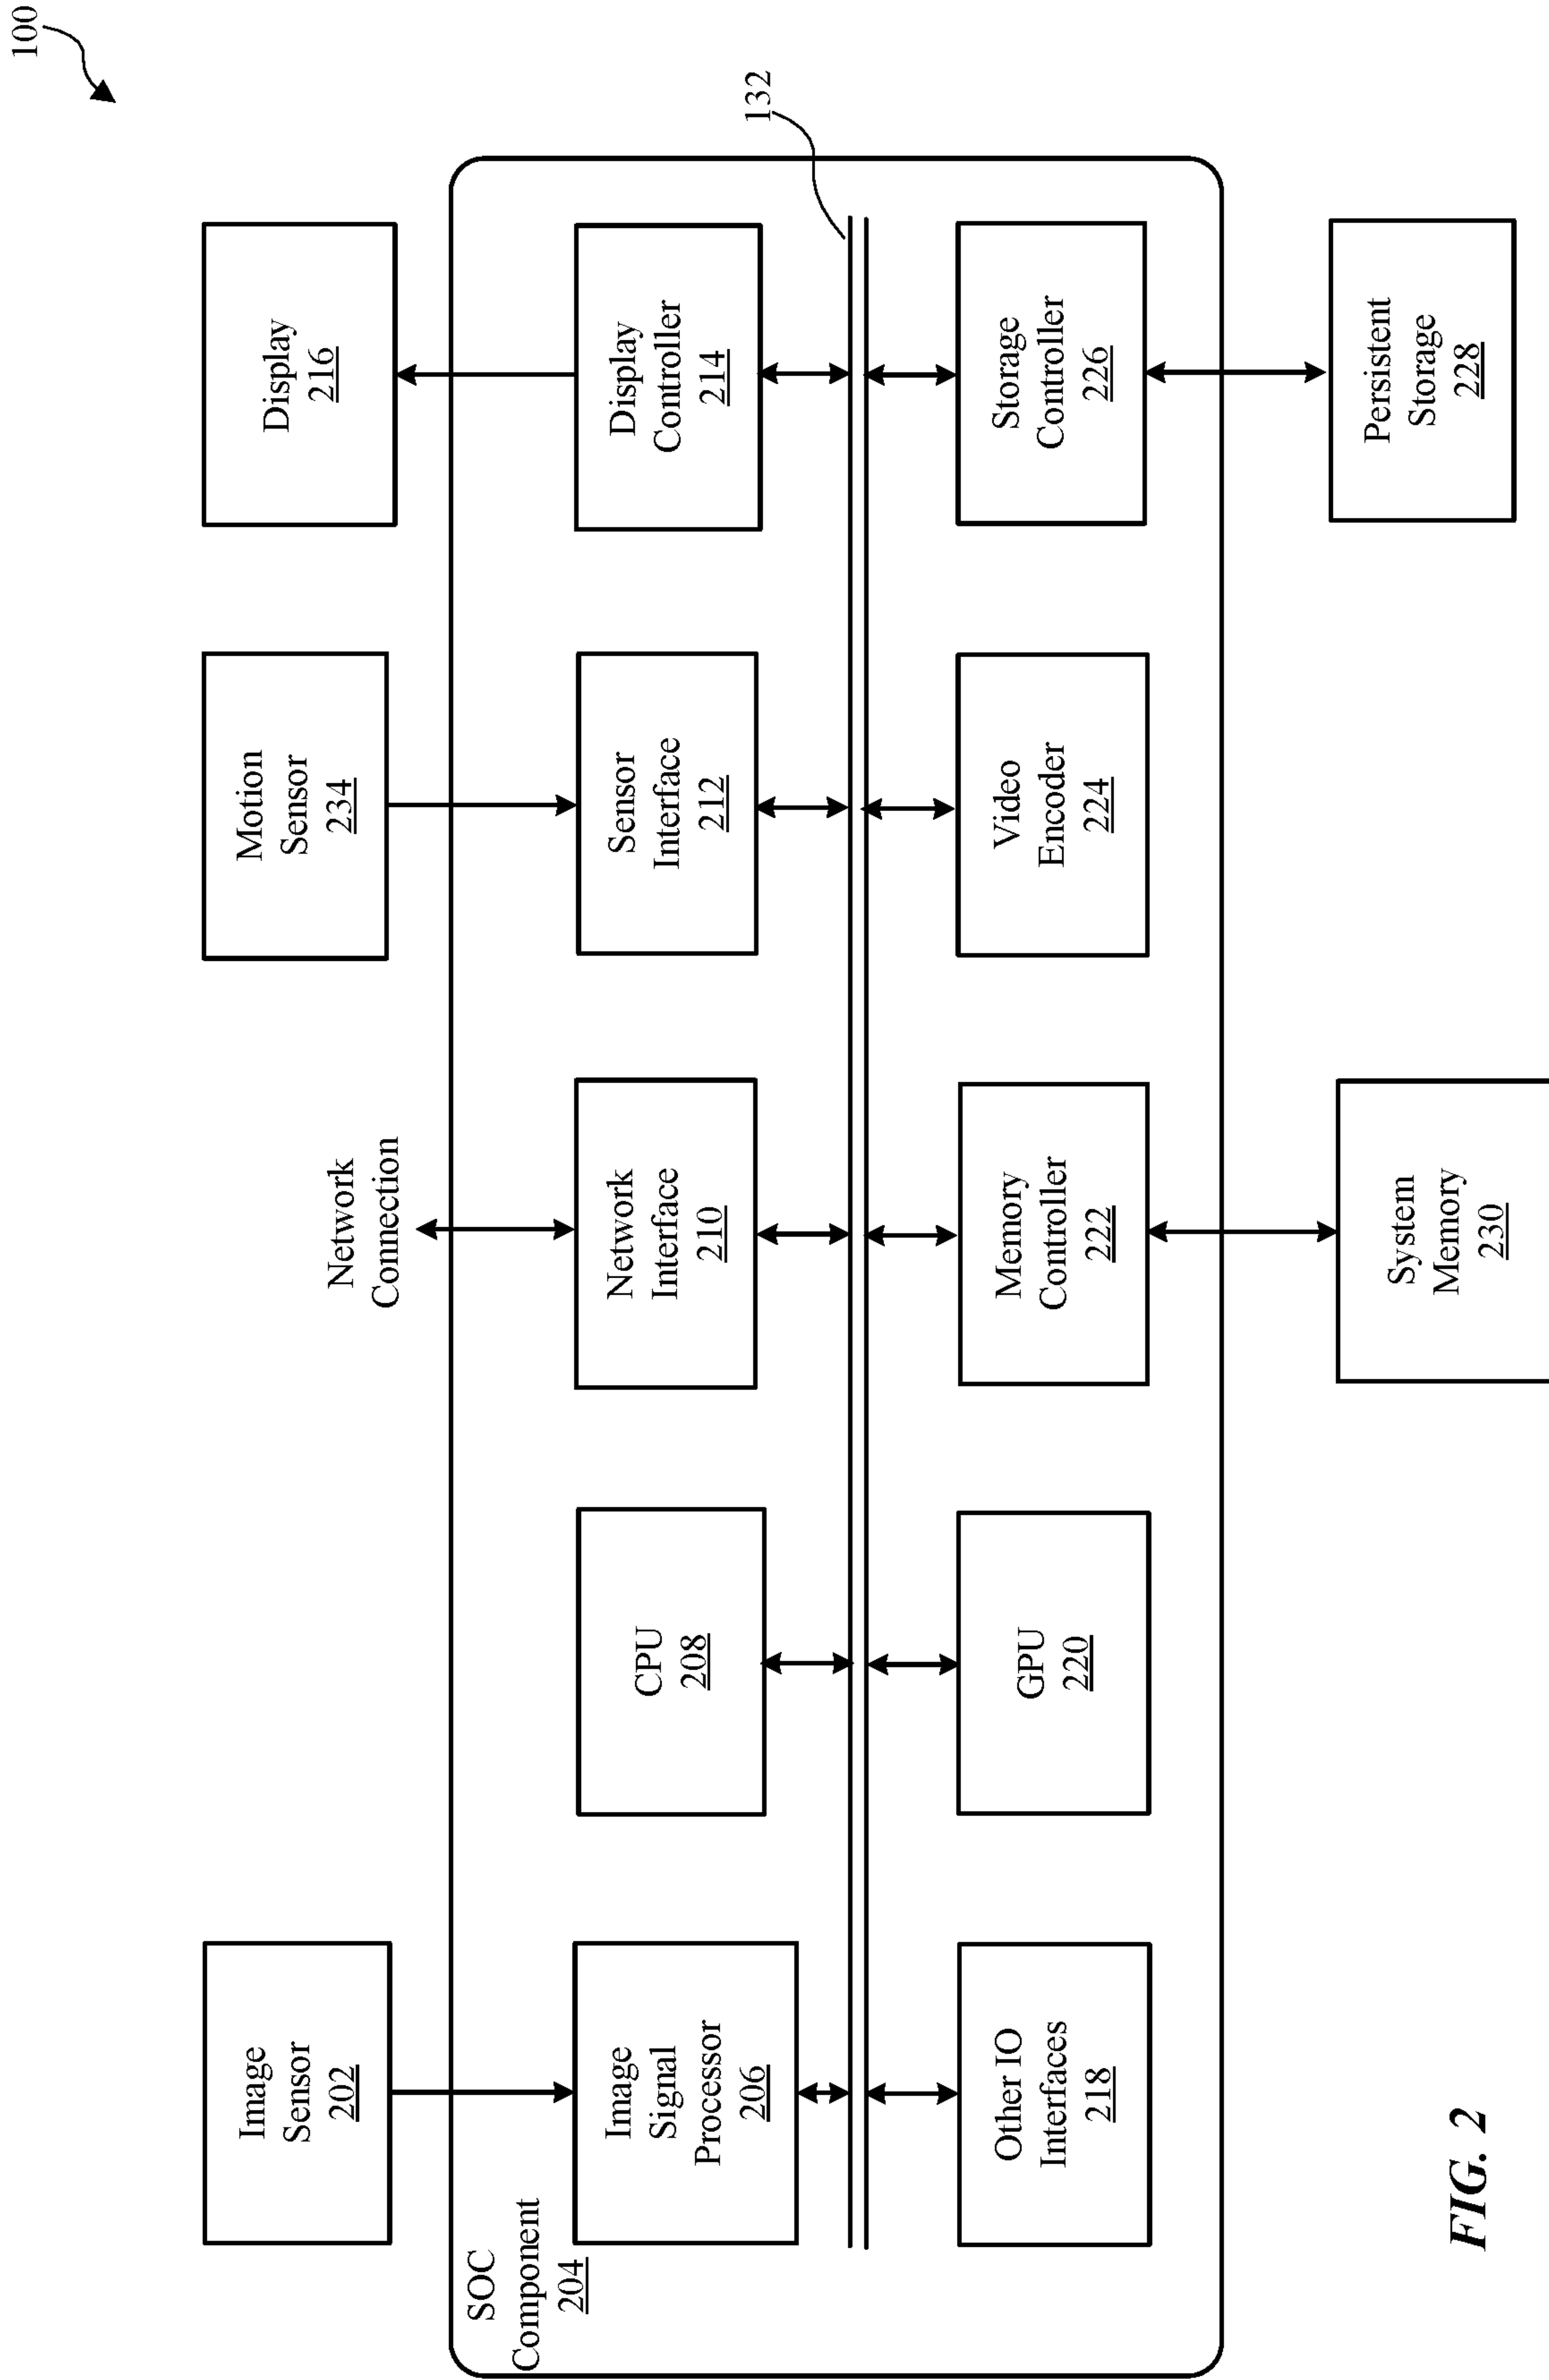 100
Image
Sensor
202
Motion
Sensor
234
Display
216
Network
Connection
SOC
Component
204
Image
Signal
Processor
206
CPU
208
Network
Interface
210
Sensor
Interface
212
Display
Controller
214
132
Other IO
Interfaces
218
GPU
220
Memory
Controller
222
Video
Encoder
224
Storage
Controller
226
System
Memory
230
Persistent
Storage
228
FIG. 2